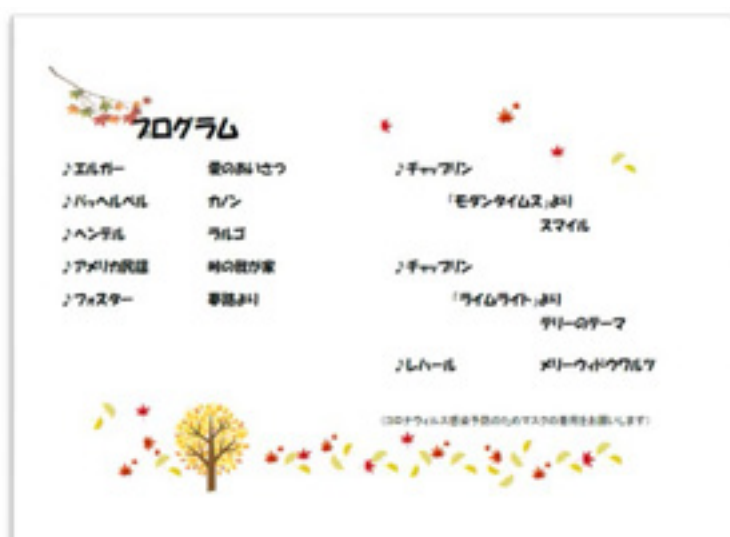 プログラム
♪エルガー 愛のあいさつ
♪パッヘルベル カノン
♪ヘンデル ラルゴ
♪アメリカ民謡 峠の我が家
♪フォスター 夢路より
♪チャップリン
「モダンタイムス」より
スマイル
♪チャップリン
「ライムライト」より
テリーのテーマ
♪レハール メリーウィドウワルツ
(コロナウィルス感染予防のためマスクの着用をお願いします)